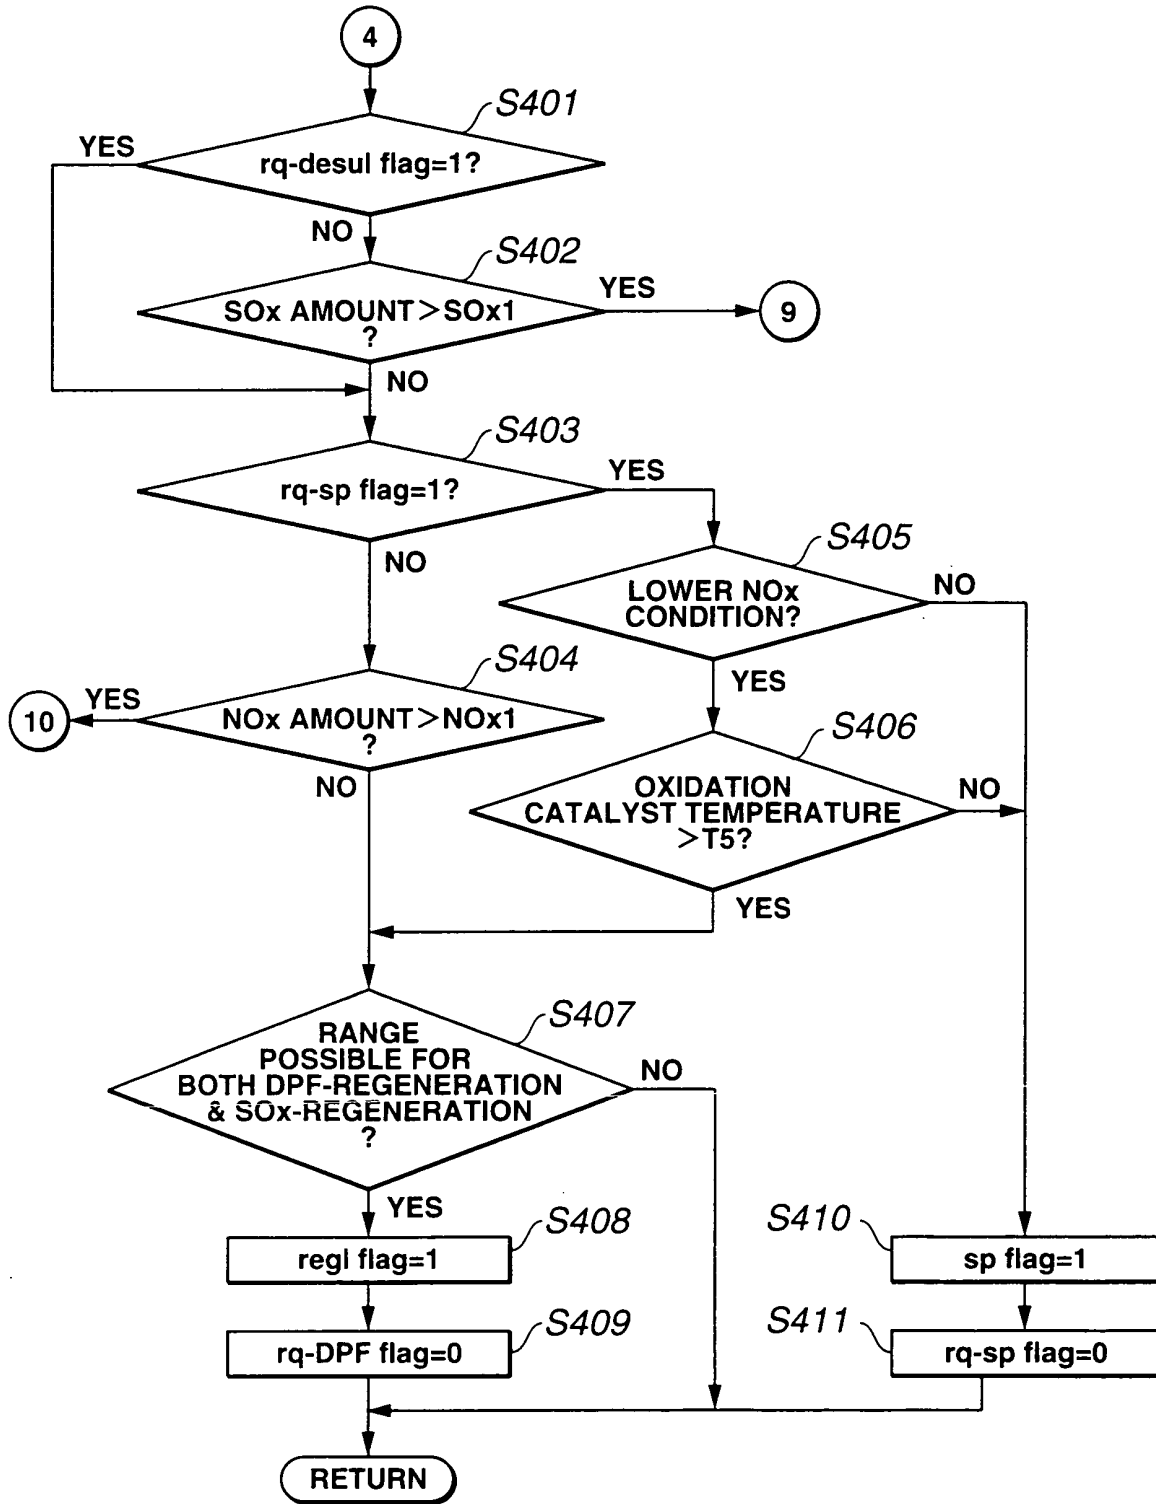 4
S401
YES
rq-desul flag=1?
NO
S402
SOx AMOUNT>SOx1
?
YES
9
NO
S403
rq-sp flag=1?
YES
NO
S405
LOWER NOx
CONDITION?
NO
YES
S404
10
YES
NOx AMOUNT>NOx1
?
NO
S406
OXIDATION
CATALYST TEMPERATURE
>T5?
NO
YES
S407
RANGE
POSSIBLE FOR
BOTH DPF-REGENERATION
& SOx-REGENERATION
?
NO
YES
S408
regl flag=1
S410
sp flag=1
S409
rq-DPF flag=0
S411
rq-sp flag=0
RETURN